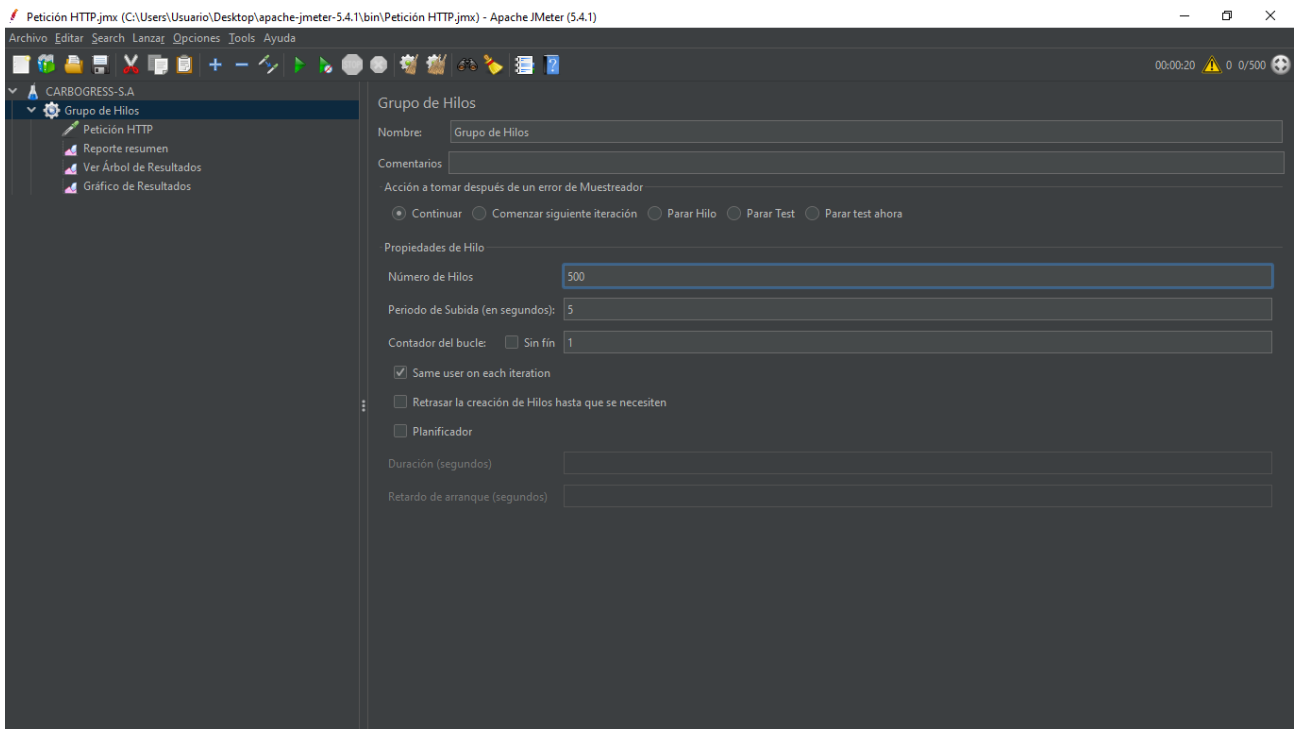 Petición HTTP.jmx (C:\Users\Usuario\Desktop\apache-jmeter-5.4.1\bin\Petición HTTP.jmx) - Apache JMeter (5.4.1)
Archivo Editar Search Lanzar Opciones Tools Ayuda
00:00:20 0 0/500
CARBOGRESS-S.A
Grupo de Hilos
Petición HTTP
Reporte resumen
Ver Árbol de Resultados
Gráfico de Resultados
Grupo de Hilos
Nombre: Grupo de Hilos
Comentarios
Acción a tomar después de un error de Muestreador
Continuar Comenzar siguiente iteración Parar Hilo Parar Test Parar test ahora
Propiedades de Hilo
Número de Hilos 500
Periodo de Subida (en segundos): 5
Contador del bucle: Sin fín 1
Same user on each iteration
Retrasar la creación de Hilos hasta que se necesiten
Planificador
Duración (segundos)
Retardo de arranque (segundos)